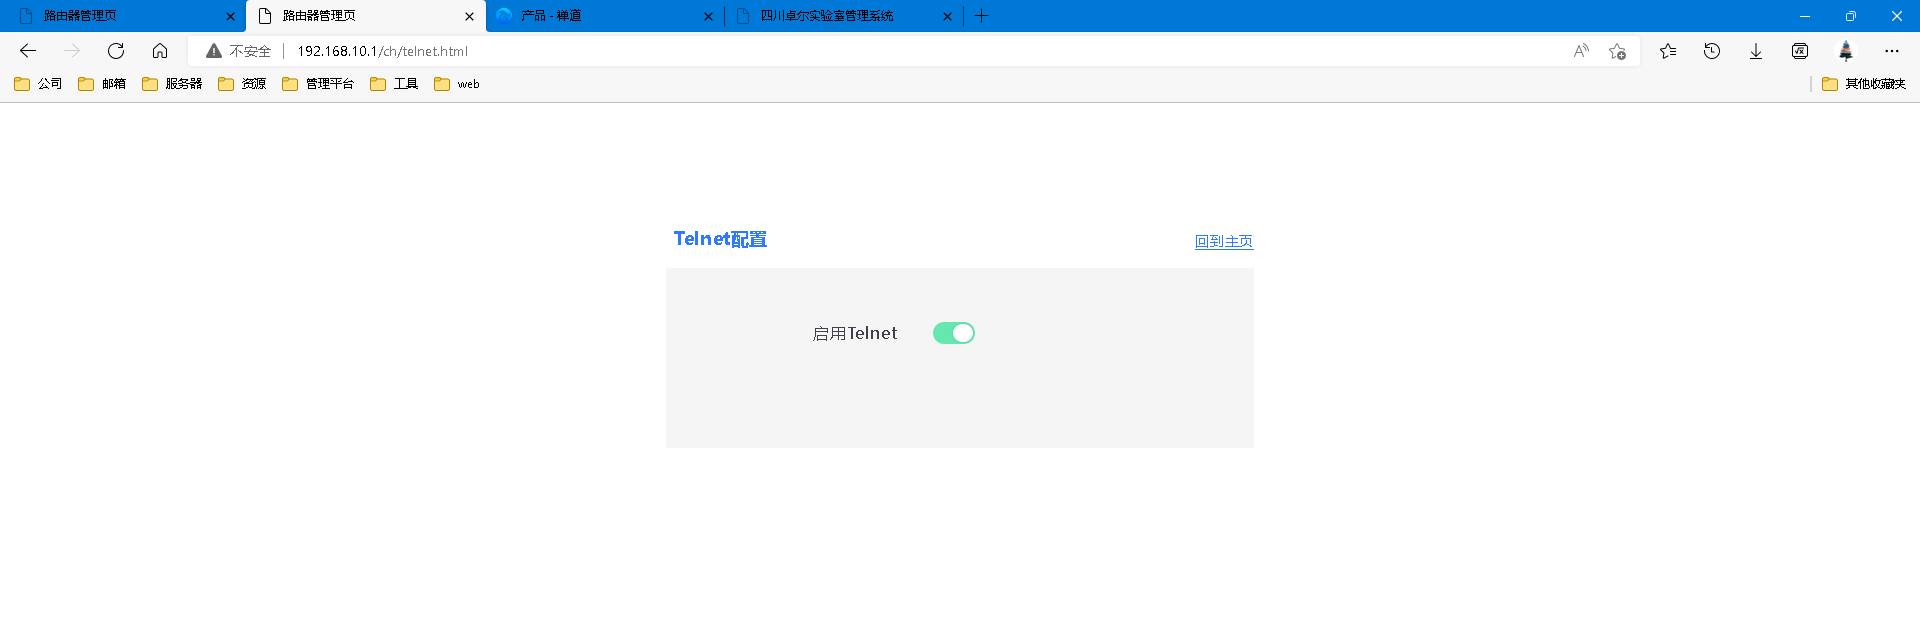 路由器管理页
路由器管理页
产品 - 禅道
四川卓尔实验室管理系统
不安全
192.168.10.1/ch/telnet.html
公司
邮箱
服务器
资源
管理平台
工具
web
其他收藏夹
Telnet配置
回到主页
启用Telnet